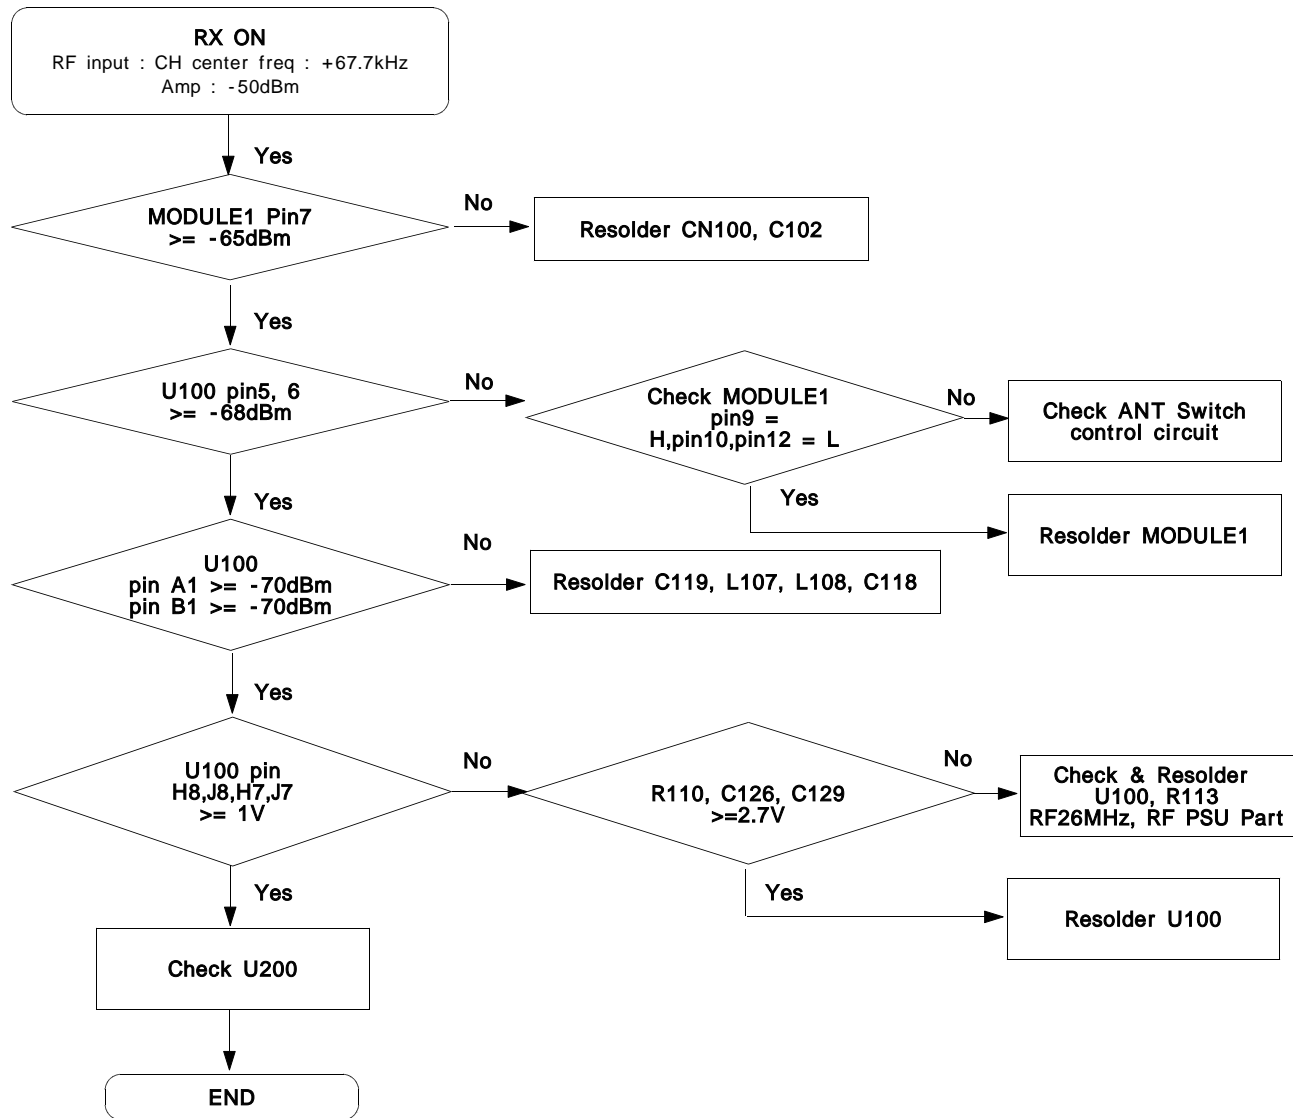 RX ON
RF input : CH center freq : +67.7kHz
Amp : -50dBm
Yes
MODULE1 Pin7
>= -65dBm
No
Resolder CN100, C102
Yes
U100 pin5, 6
>= -68dBm
No
Check MODULE1
pin9 =
H,pin10,pin12 = L
No
Check ANT Switch
control circuit
Yes
Resolder MODULE1
Yes
U100
pin A1 >= -70dBm
pin B1 >= -70dBm
No
Resolder C119, L107, L108, C118
Yes
U100 pin
H8,J8,H7,J7
>= 1V
No
R110, C126, C129
>=2.7V
No
Check & Resolder
U100, R113
RF26MHz, RF PSU Part
Yes
Resolder U100
Yes
Check U200
END